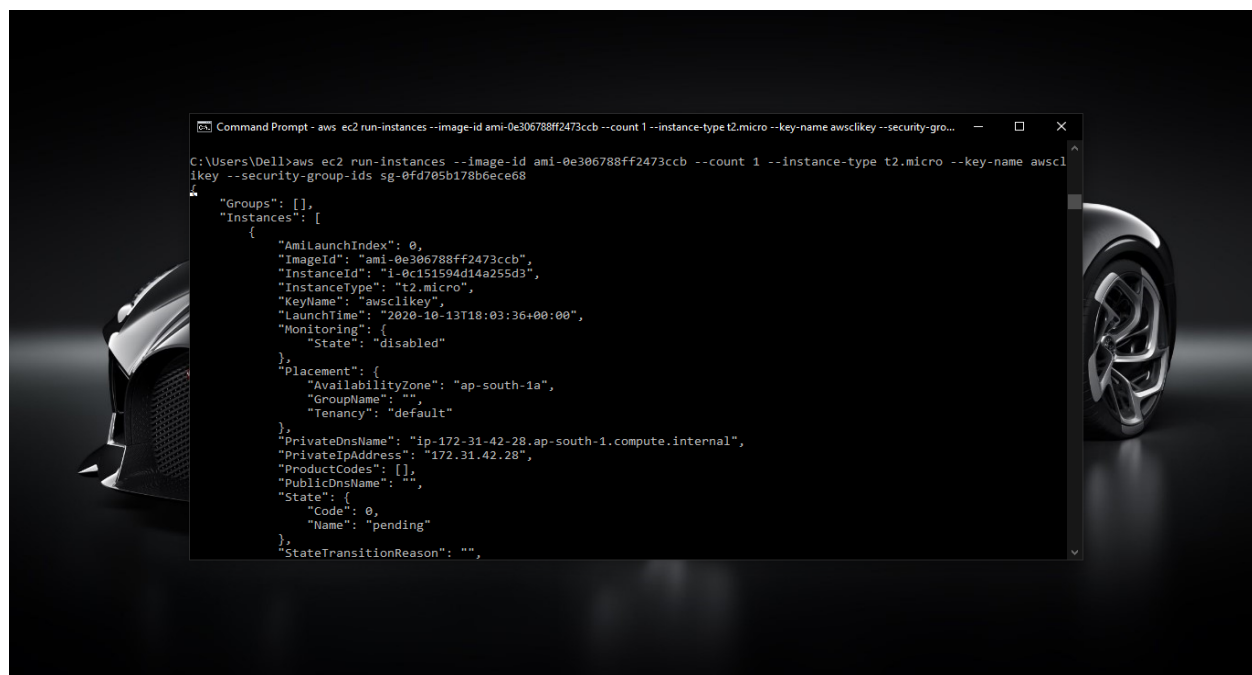 Command Prompt - aws  ec2 run-instances --image-id ami-0e306788ff2473ccb --count 1 --instance-type t2.micro --key-name awsclikey --security-gro...
C:\Users\Dell>aws ec2 run-instances --image-id ami-0e306788ff2473ccb --count 1 --instance-type t2.micro --key-name awscl
ikey --security-group-ids sg-0fd705b178b6ece68
{
    "Groups": [],
    "Instances": [
        {
            "AmiLaunchIndex": 0,
            "ImageId": "ami-0e306788ff2473ccb",
            "InstanceId": "i-0c151594d14a255d3",
            "InstanceType": "t2.micro",
            "KeyName": "awsclikey",
            "LaunchTime": "2020-10-13T18:03:36+00:00",
            "Monitoring": {
                "State": "disabled"
            },
            "Placement": {
                "AvailabilityZone": "ap-south-1a",
                "GroupName": "",
                "Tenancy": "default"
            },
            "PrivateDnsName": "ip-172-31-42-28.ap-south-1.compute.internal",
            "PrivateIpAddress": "172.31.42.28",
            "ProductCodes": [],
            "PublicDnsName": "",
            "State": {
                "Code": 0,
                "Name": "pending"
            },
            "StateTransitionReason": "",